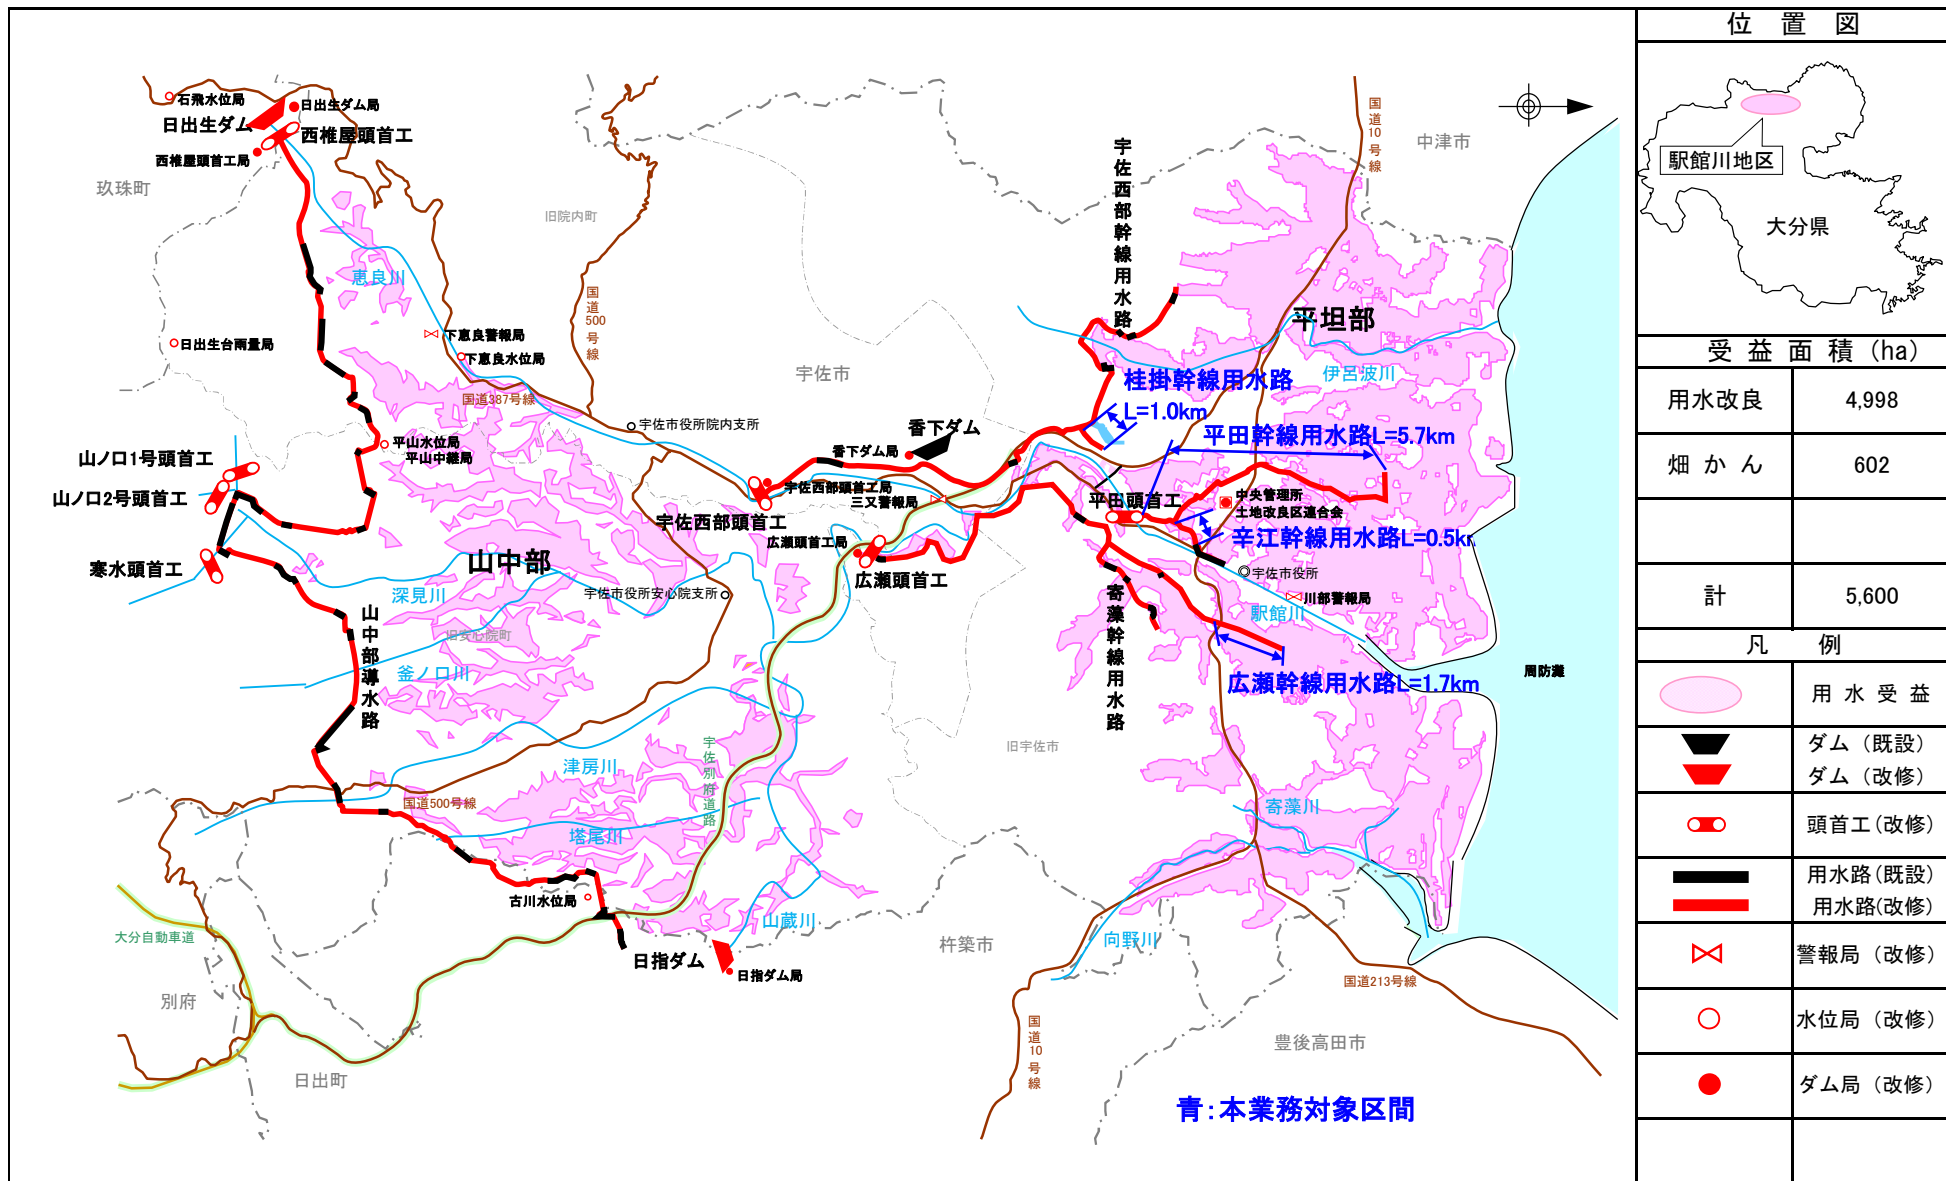 石飛水位局
日出生ダム局
日出生ダム
西椎屋頭首工
西椎屋頭首工局
玖珠町
旧院内町
恵良川
国道500号線
下恵良警報局
下恵良水位局
日出生台雨量局
国道387号線
宇佐市
宇佐市役所院内支所
平山水位局
平山中継局
山ノ口1号頭首工
山ノ口2号頭首工
寒水頭首工
山中部
深見川
旧安心院町
釜ノ口川
山中部導水路
宇佐市役所安心院支所
香下ダム
香下ダム局
宇佐西部頭首工局
三又警報局
宇佐西部頭首工
広瀬頭首工局
広瀬頭首工
宇佐西部幹線用水路
国道10号線
中津市
平坦部
伊呂波川
桂掛幹線用水路
L=1.0km
平田幹線用水路L=5.7km
平田頭首工
中央管理所
土地改良区連合会
辛江幹線用水路L=0.5km
宇佐市役所
川部警報局
駅館川
寄藻幹線用水路
広瀬幹線用水路L=1.7km
周防灘
旧宇佐市
宇佐別府道路
津房川
国道500号線
塔尾川
古川水位局
山蔵川
日指ダム
日指ダム局
大分自動車道
別府
日出町
杵築市
向野川
寄藻川
国道213号線
国道10号線
豊後高田市
青:本業務対象区間
位置図
駅館川地区
大分県
受益面積(ha)
用水改良 4,998
畑かん 602
計 5,600
凡例
用水受益
ダム(既設)
ダム(改修)
頭首工(改修)
用水路(既設)
用水路(改修)
警報局(改修)
水位局(改修)
ダム局(改修)